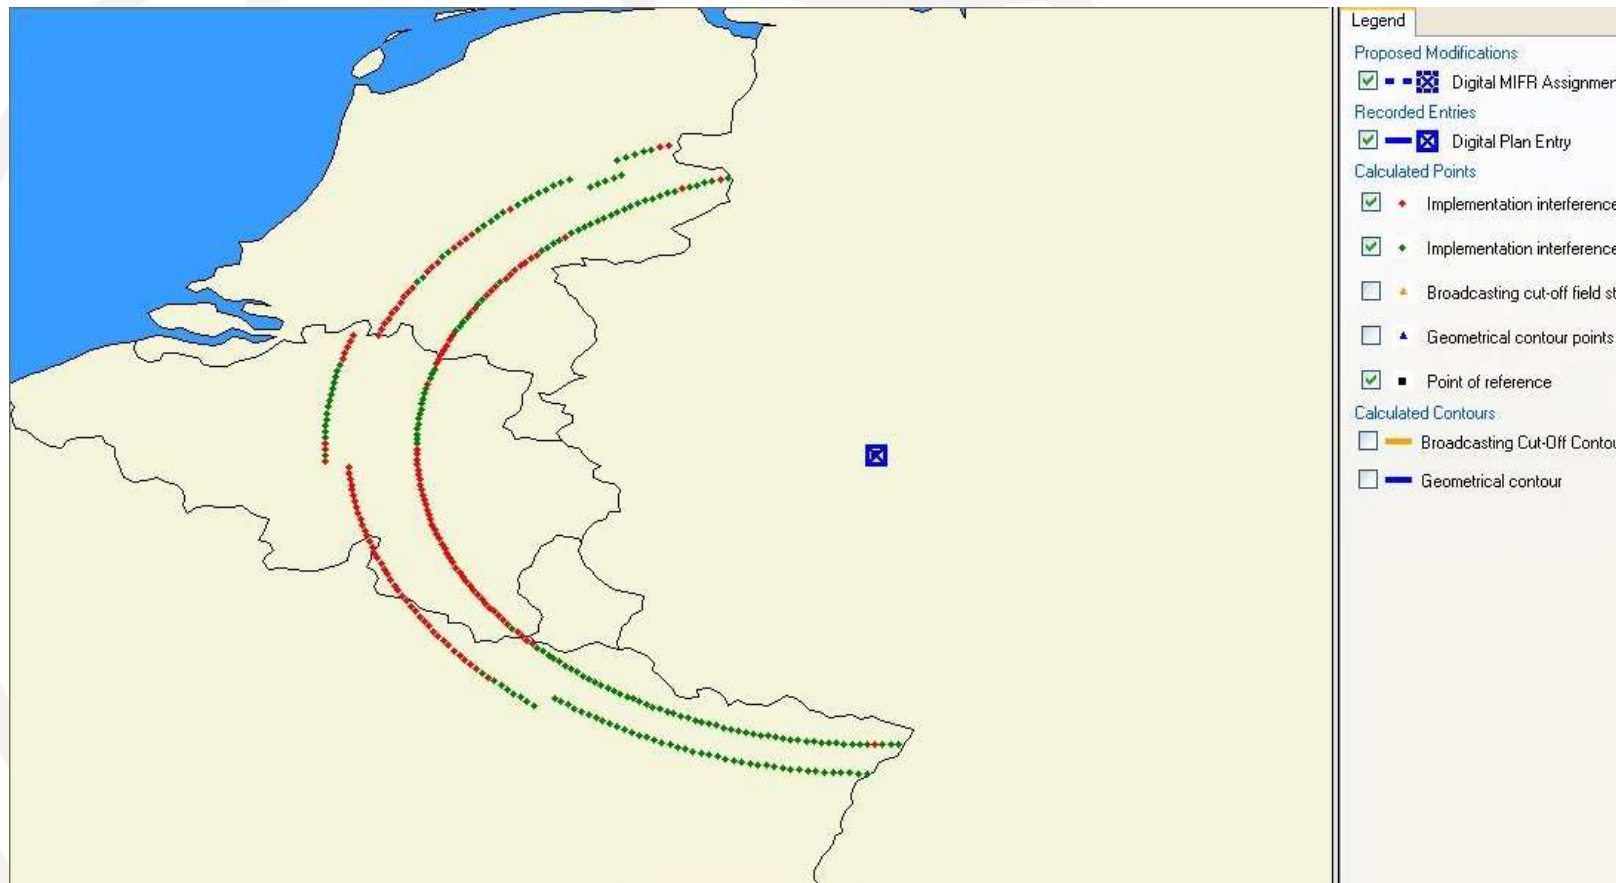 Legend
Proposed Modifications
Digital MIFR Assignmen
Recorded Entries
Digital Plan Entry
Calculated Points
Implementation interference
Implementation interference
Broadcasting cut-off field st
Geometrical contour points
Point of reference
Calculated Contours
Broadcasting Cut-Off Contou
Geometrical contour